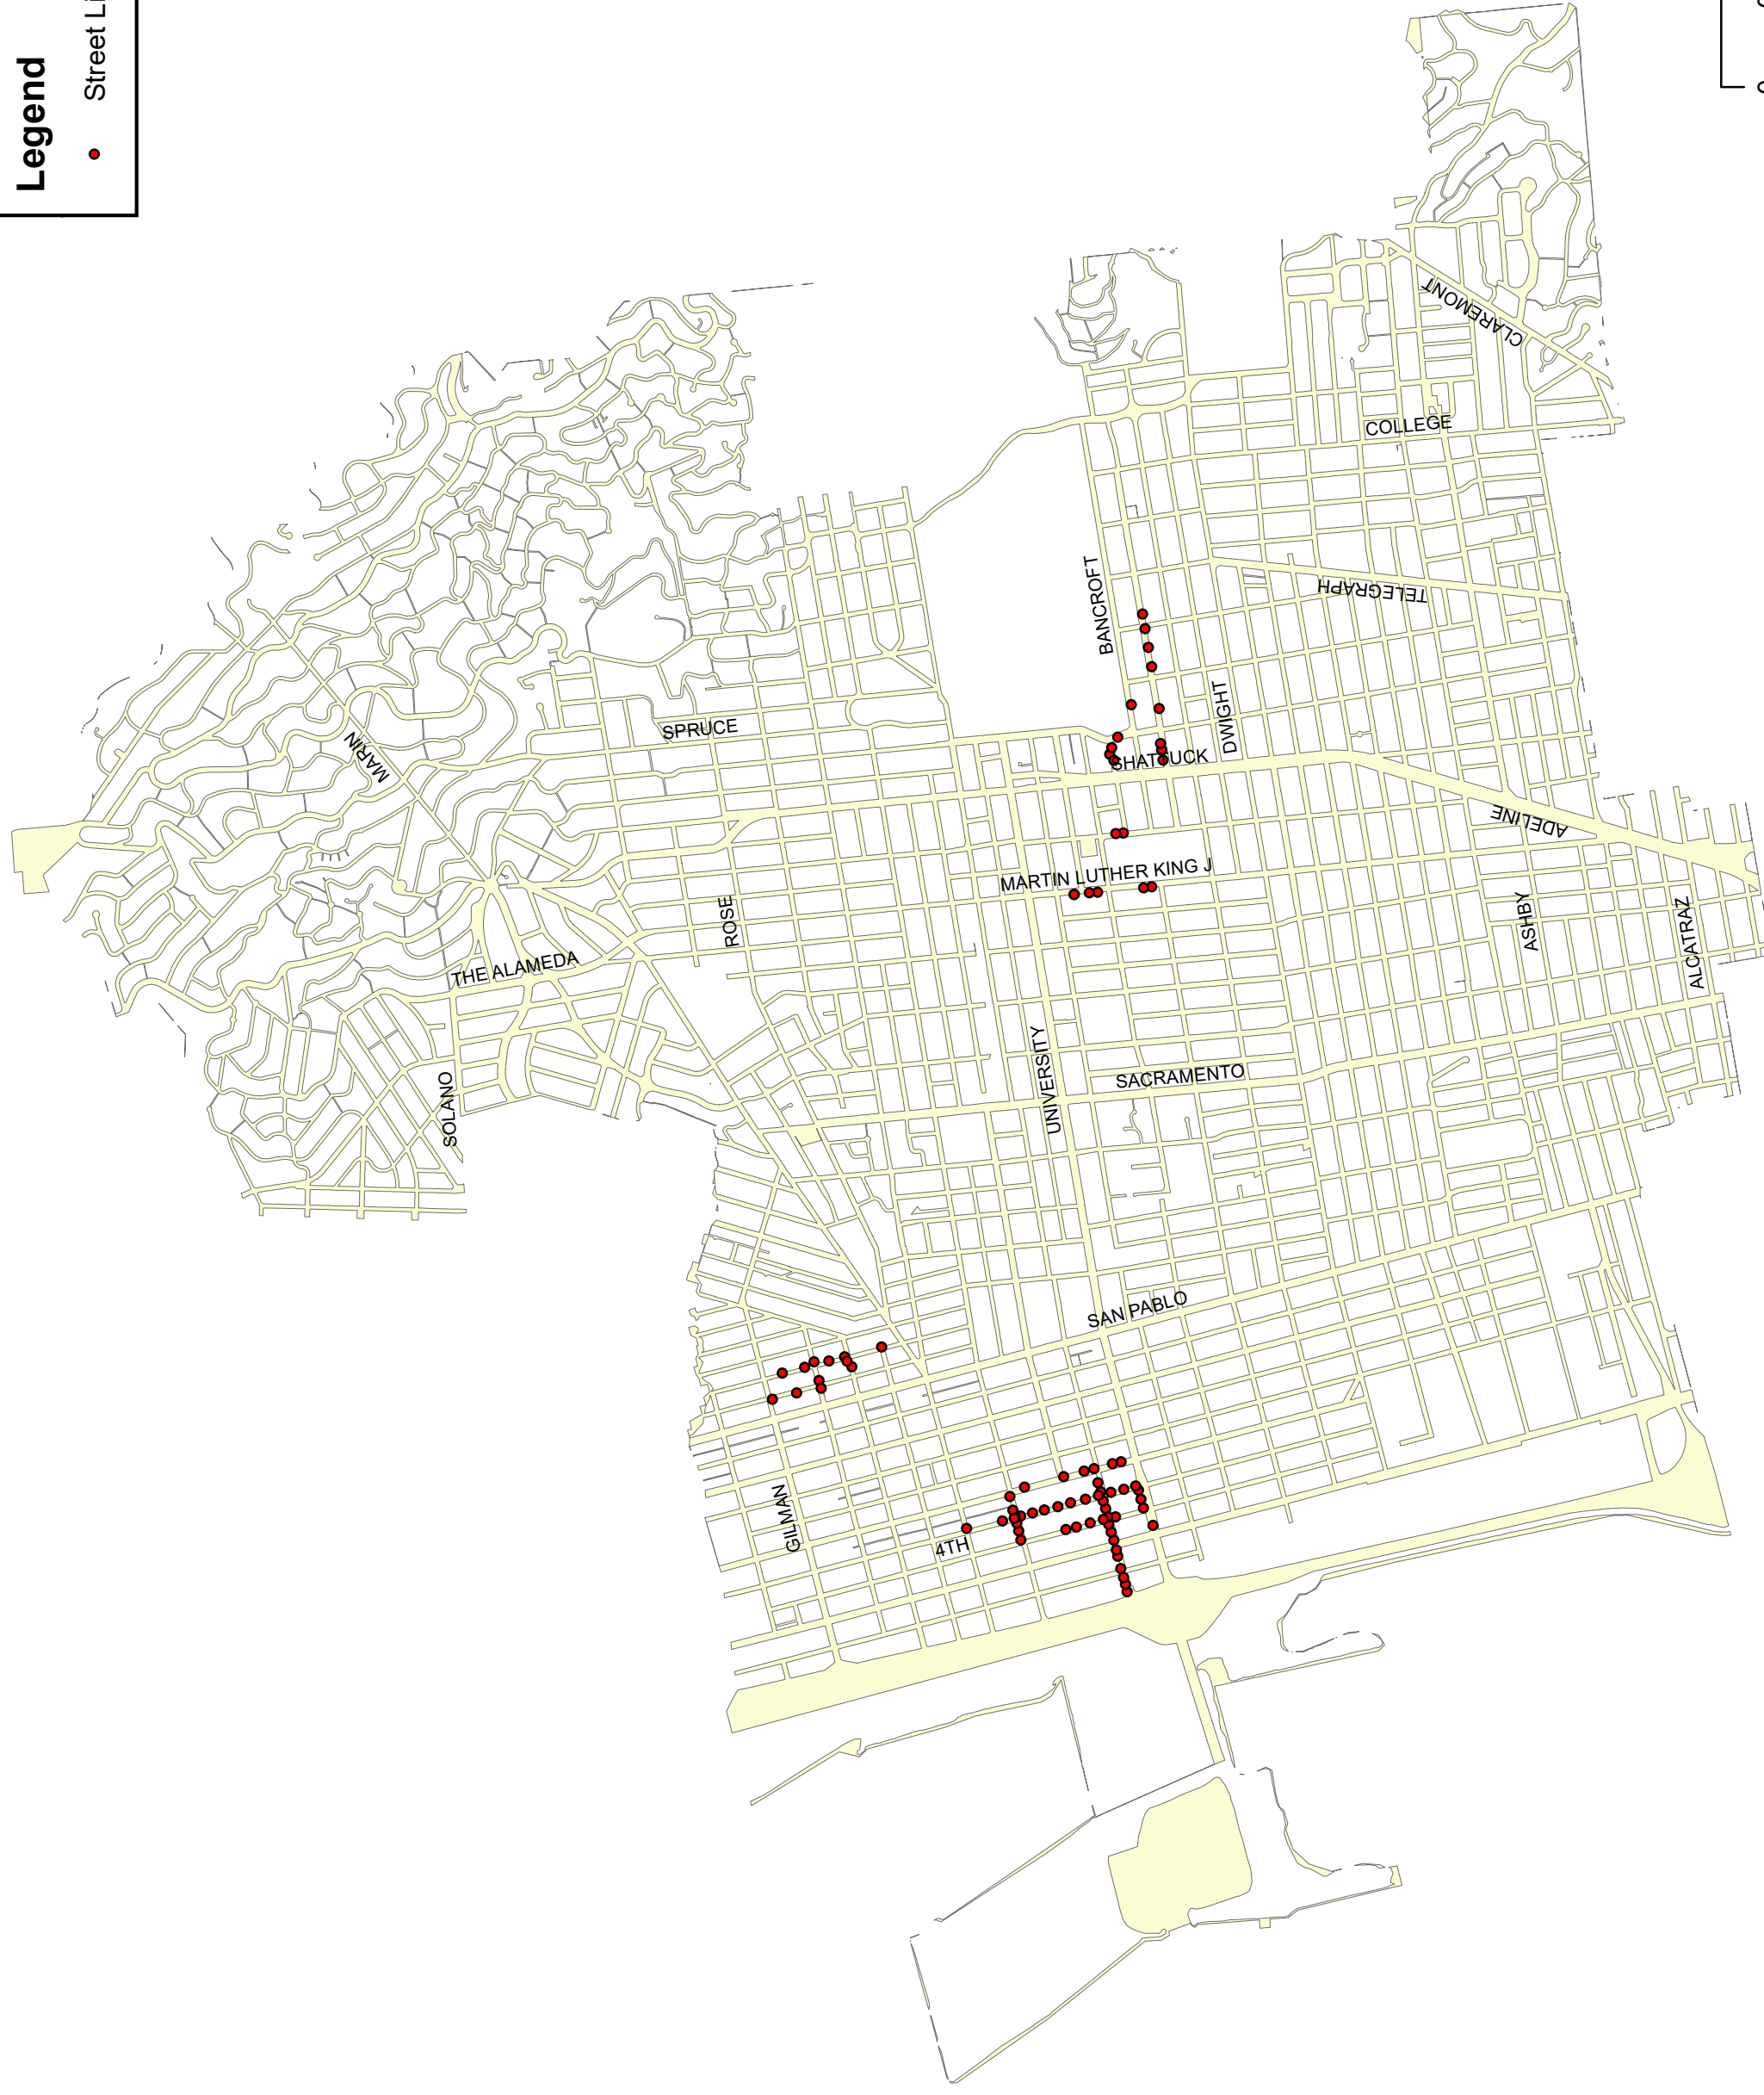 Legend
Street Li
CLAREMONT
COLLEGE
TELEGRAPH
BANCROFT
DWIGHT
SPRUCE
MARIN
SHATTUCK
ADELINE
MARTIN LUTHER KING J
ROSE
ASHBY
ALCATRAZ
THE ALAMEDA
UNIVERSITY
SACRAMENTO
SOLANO
SAN PABLO
GILMAN
4TH